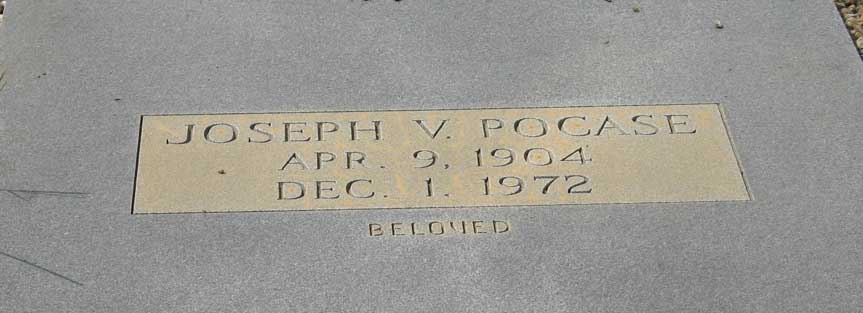 JOSEPH V. POCASE
APR. 9, 1904
DEC. 1. 1972
BELOVED